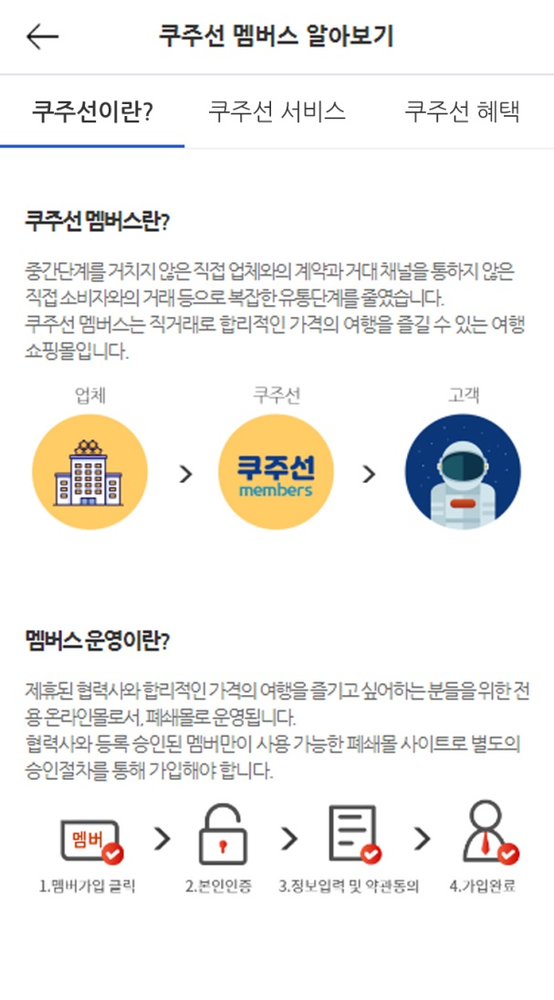 쿠주선 멤버스 알아보기
쿠주선이란? 쿠주선 서비스 쿠주선 혜택
쿠주선 멤버스란?
중간단계를 거치지 않은 직접 업체와의 계약과 거대 채널을 통하지 않은
직접 소비자와의 거래 등으로 복잡한 유통단계를 줄였습니다.
쿠주선 멤버스는 직거래로 합리적인 가격의 여행을 즐길 수 있는 여행
쇼핑몰입니다.
업체 쿠주선 고객
쿠주선
members
멤버스 운영이란?
제휴된 협력사와 합리적인 가격의 여행을 즐기고 싶어하는 분들을 위한 전
용 온라인몰로서, 폐쇄몰로 운영됩니다.
협력사와 등록 승인된 멤버만이 사용 가능한 폐쇄몰 사이트로 별도의
승인절차를 통해 가입해야 합니다.
멤버
1.멤버가입 클릭 2.본인인증 3.정보입력 및 약관동의 4.가입완료